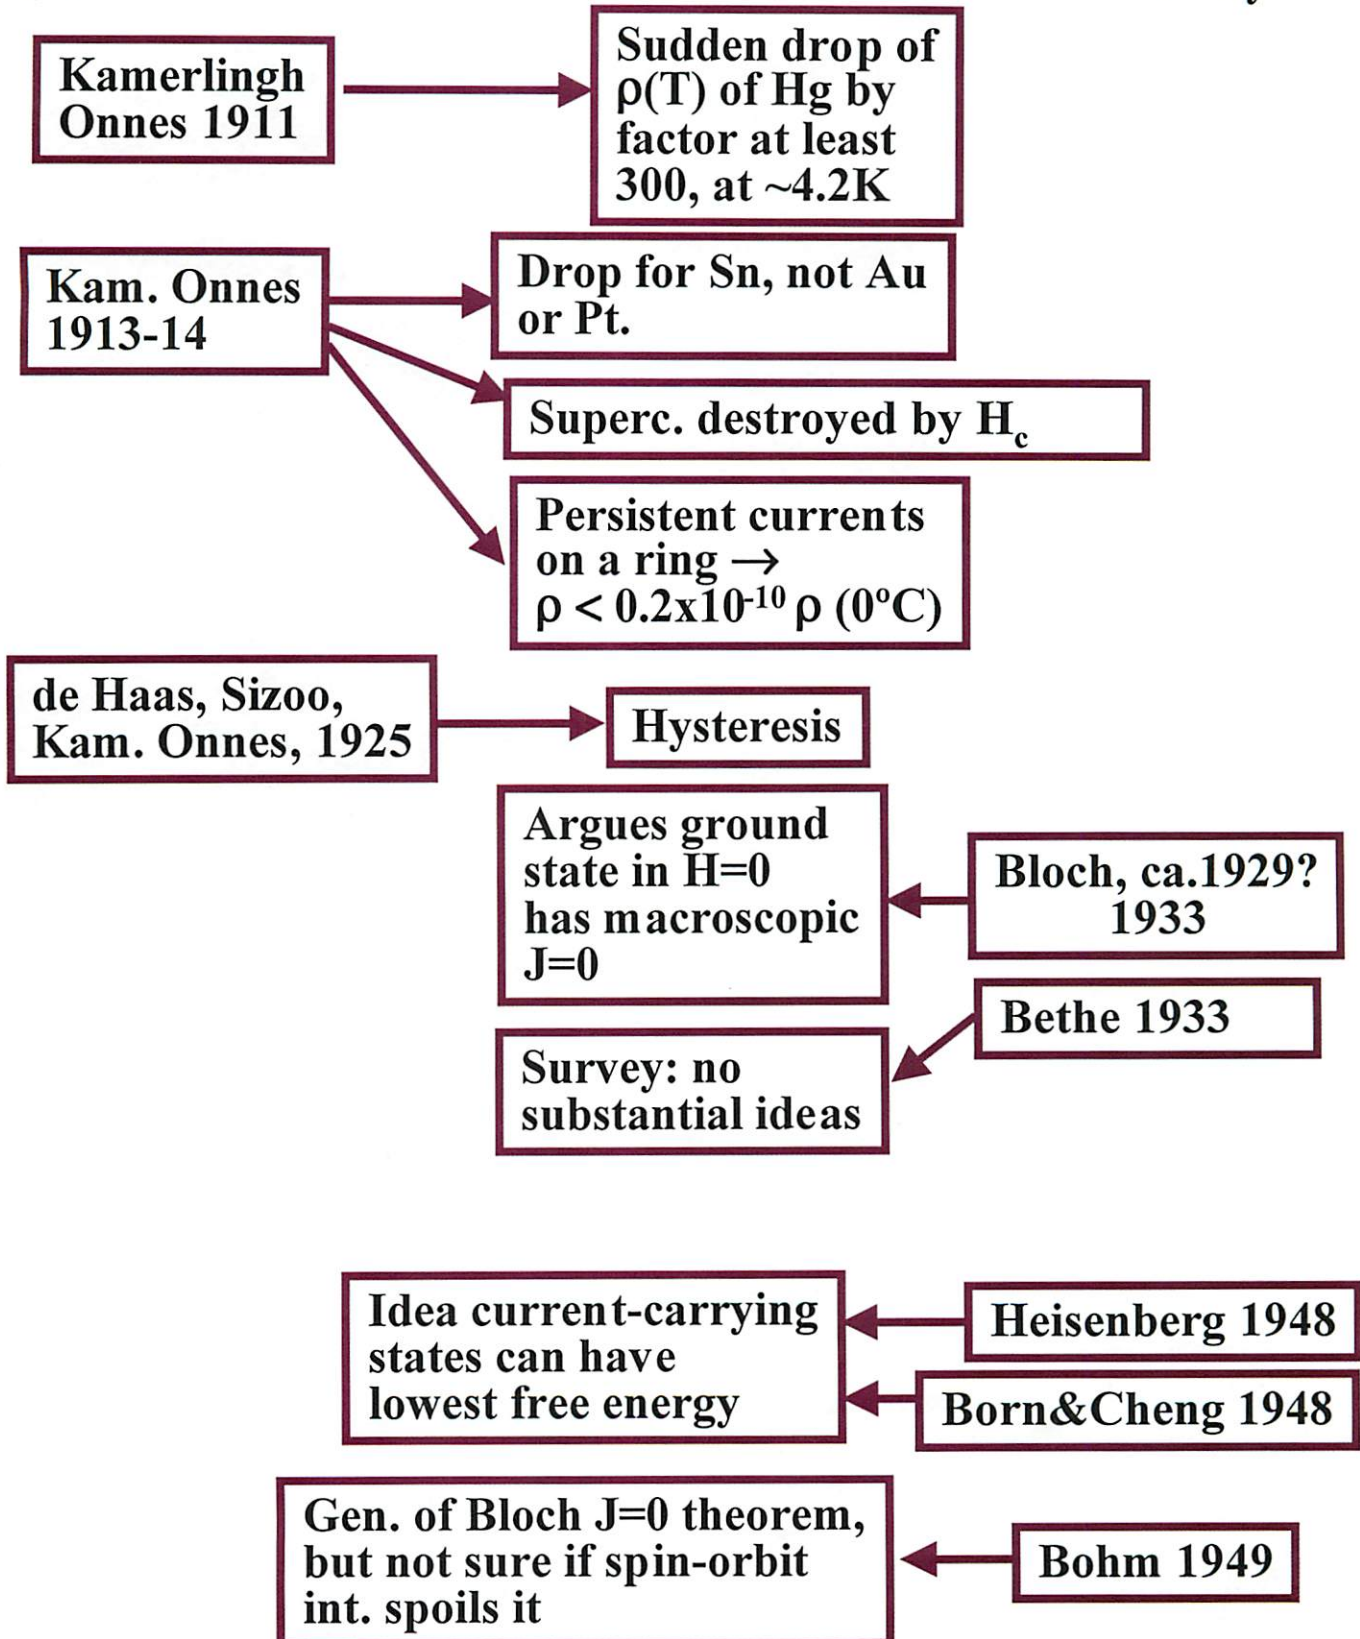 Kamerlingh
Onnes 1911
Sudden drop of
ρ(T) of Hg by
factor at least
300, at ~4.2K
Kam. Onnes
1913-14
Drop for Sn, not Au
or Pt.
Superc. destroyed by Hc
Persistent currents
on a ring →
ρ < 0.2x10⁻¹⁰ ρ (0ºC)
de Haas, Sizoo,
Kam. Onnes, 1925
Hysteresis
Argues ground
state in H=0
has macroscopic
J=0
Bloch, ca.1929?
1933
Bethe 1933
Survey: no
substantial ideas
Idea current-carrying
states can have
lowest free energy
Heisenberg 1948
Born&Cheng 1948
Gen. of Bloch J=0 theorem,
but not sure if spin-orbit
int. spoils it
Bohm 1949